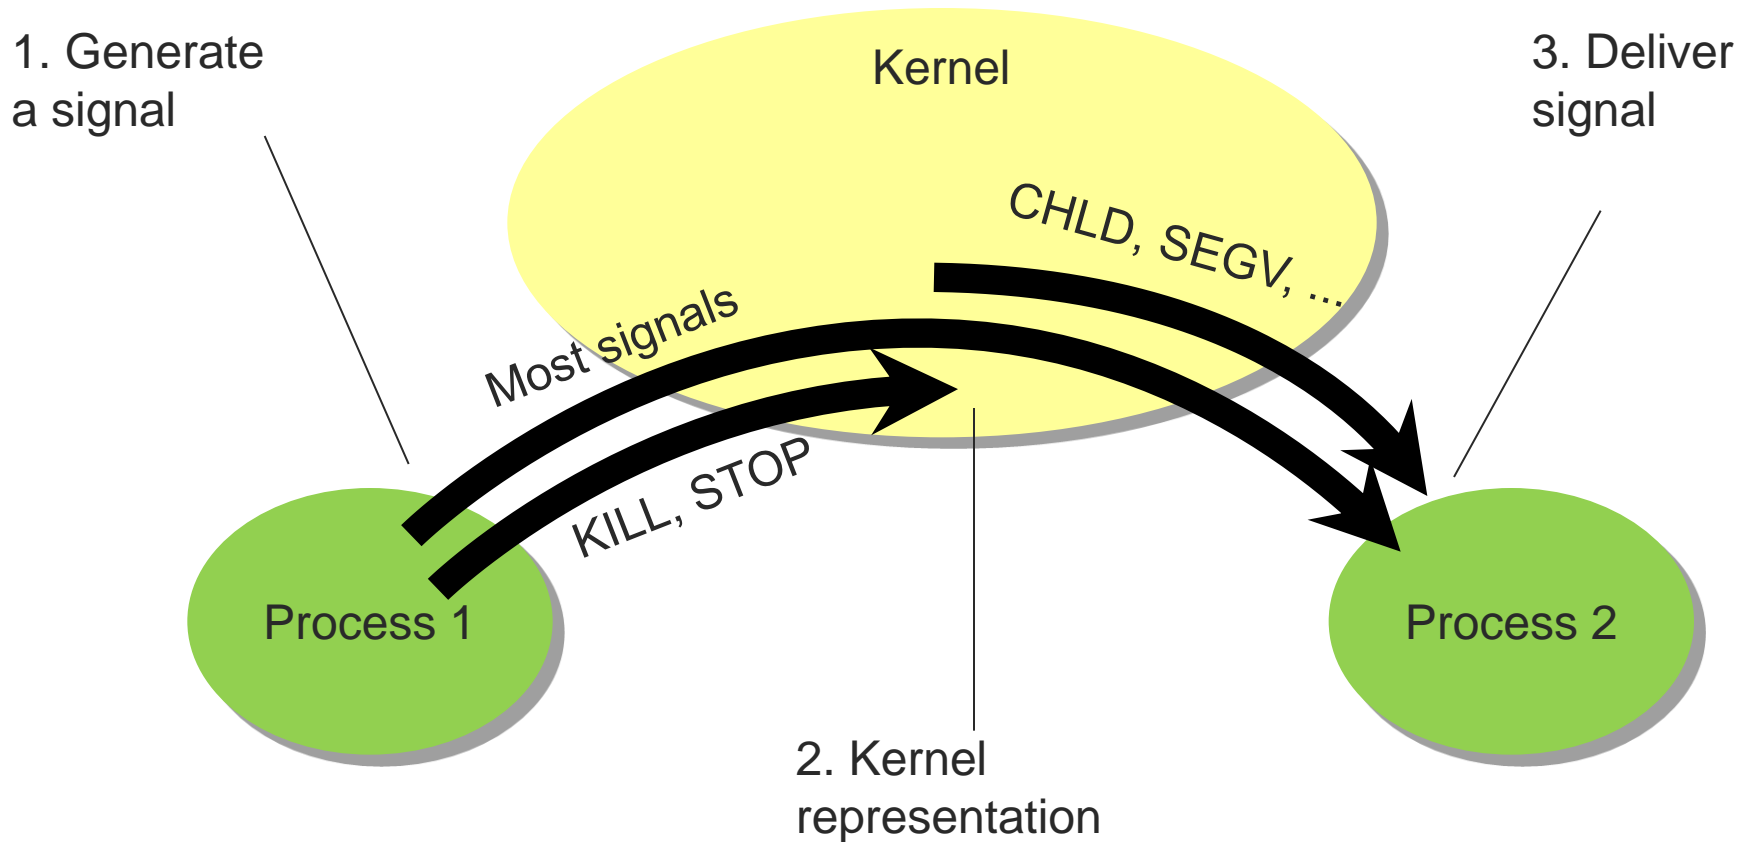 1. Generate
a signal
Kernel
3. Deliver
signal
CHLD, SEGV, ...
Most signals
KILL, STOP
Process 1
Process 2
2. Kernel
representation